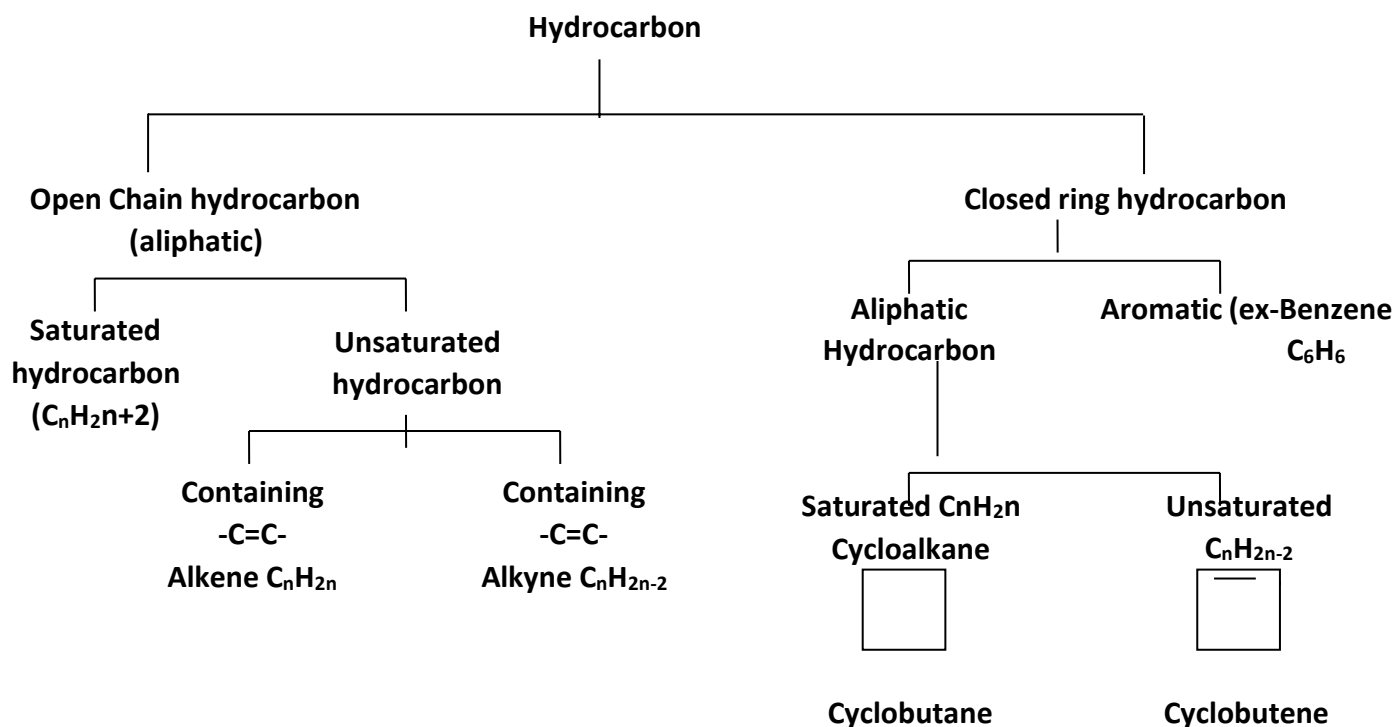 Hydrocarbon
Open Chain hydrocarbon
(aliphatic)
Closed ring hydrocarbon
Saturated
hydrocarbon
(CₙH₂n+2)
Unsaturated
hydrocarbon
Aliphatic
Hydrocarbon
Aromatic (ex-Benzene
C₆H₆
Containing
-C=C-
Alkene CₙH₂ₙ
Containing
-C=C-
Alkyne CₙH₂ₙ₋₂
Saturated CnH₂n
Cycloalkane
Unsaturated
CₙH₂ₙ₋₂
Cyclobutane
Cyclobutene